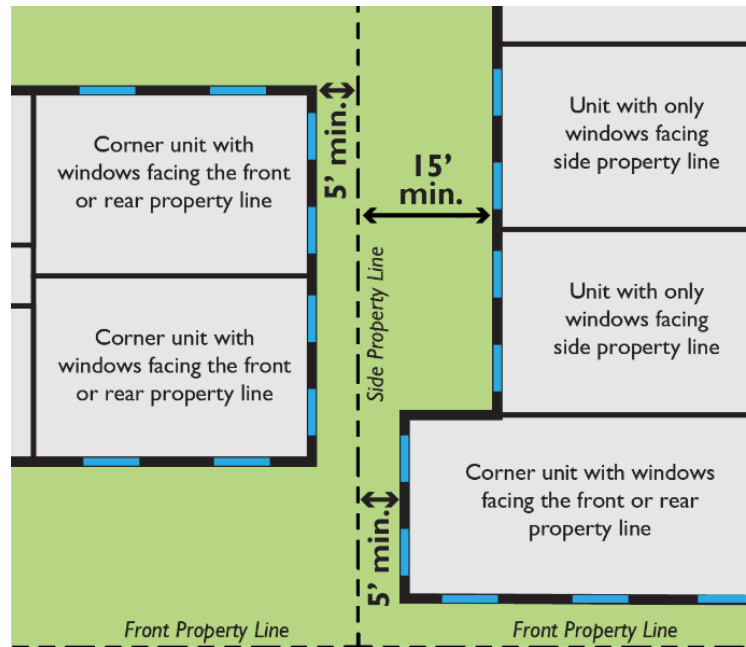 Corner unit with
windows facing the front
or rear property line
Corner unit with
windows facing the front
or rear property line
5’ min.
Side Property Line
15’
min.
Unit with only
windows facing
side property line
Unit with only
windows facing
side property line
5’ min.
Corner unit with windows
facing the front or rear
property line
Front Property Line
Front Property Line